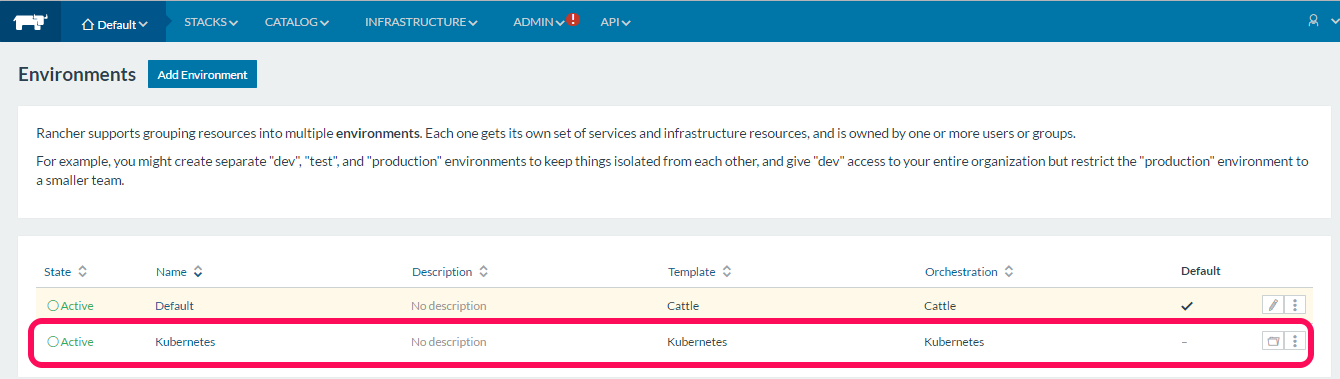 Default STACKS CATALOG INFRASTRUCTURE ADMIN ! API
Environments Add Environment
Rancher supports grouping resources into multiple environments. Each one gets its own set of services and infrastructure resources, and is owned by one or more users or groups.
For example, you might create separate "dev", "test", and "production" environments to keep things isolated from each other, and give "dev" access to your entire organization but restrict the "production" environment to
a smaller team.
State Name Description Template Orchestration Default
Active Default No description Cattle Cattle
Active Kubernetes No description Kubernetes Kubernetes –